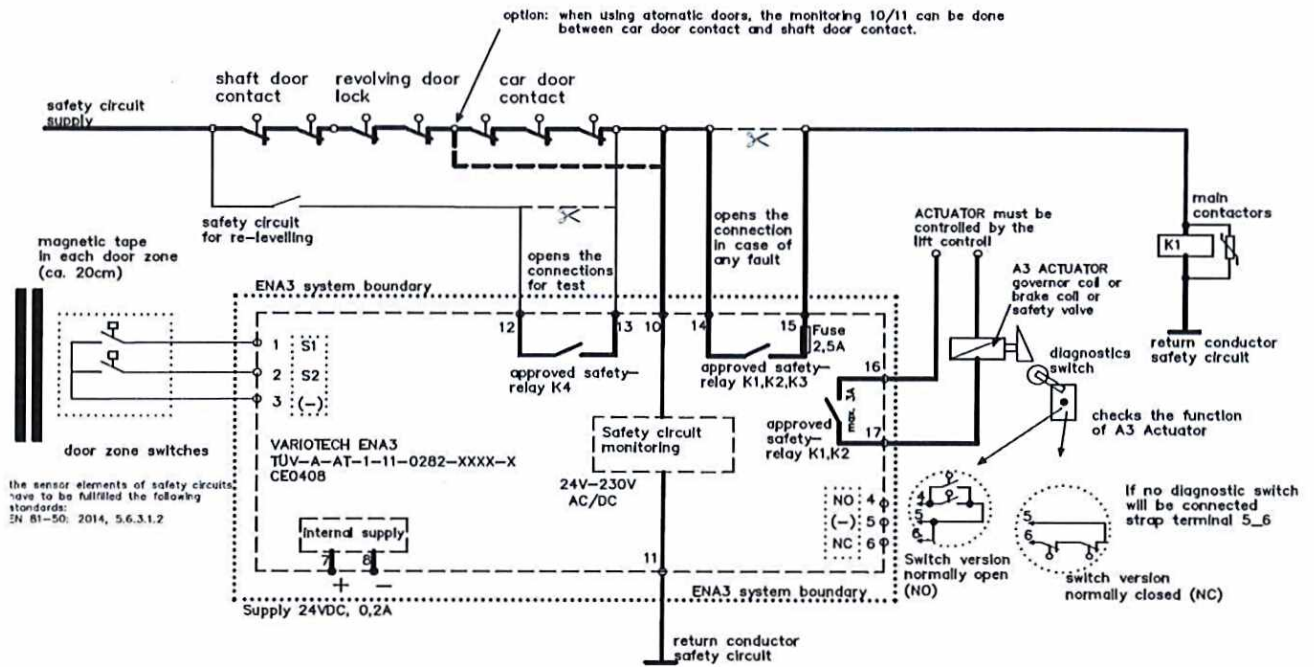 option: when using atomatic doors, the monitoring 10/11 can be done
between car door contact and shaft door contact.
shaft door
contact
revolving door
lock
car door
contact
safety circuit
supply
safety circuit
for re-levelling
magnetic tape
in each door zone
(ca. 20cm)
opens the
connections
for test
opens the
connection
in case of
any fault
ACTUATOR must be
controlled by the
lift controll
main
contactors
K1
A3 ACTUATOR
governor coil or
brake coil or
safety valve
return conductor
safety circuit
ENA3 system boundary
12
13
10
14
15
Fuse
2,5A
approved safety-
relay K4
approved safety-
relay K1,K2,K3
16
max. 3A
17
approved
safety-
relay K1,K2
diagnostics
switch
checks the function
of A3 Actuator
1 S1
2 S2
3 (-)
door zone switches
VARIOTECH ENA3
TÜV-A-AT-1-11-0282-XXXX-X
CE0408
Safety circuit
monitoring
24V-230V
AC/DC
the sensor elements of safety circuits
have to be fullfilled the following
standards:
EN 81-50: 2014, 5.6.3.1.2
Internal supply
7
8
+
-
Supply 24VDC, 0,2A
11
NO 4
(-) 5
NC 6
4
5
6
Switch version
normally open
(NO)
5
6
switch version
normally closed (NC)
If no diagnostic switch
will be connected
strap terminal 5_6
ENA3 system boundary
return conductor
safety circuit